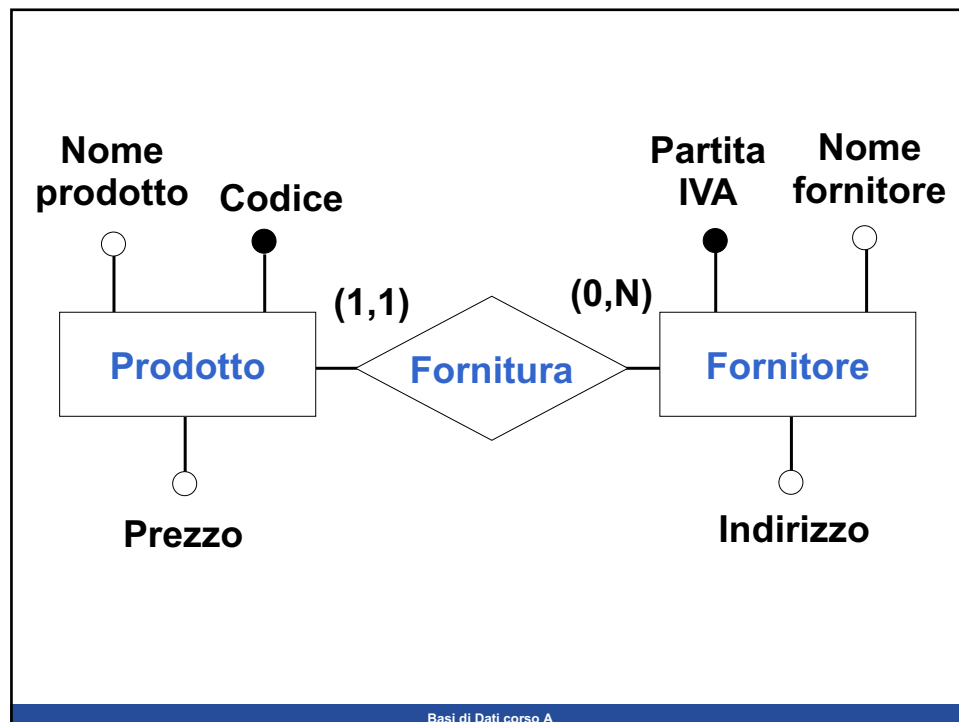 Nome
prodotto
Codice
Partita
IVA
Nome
fornitore
(1,1)
(0,N)
Prodotto
Fornitura
Fornitore
Prezzo
Indirizzo
Basi di Dati corso A